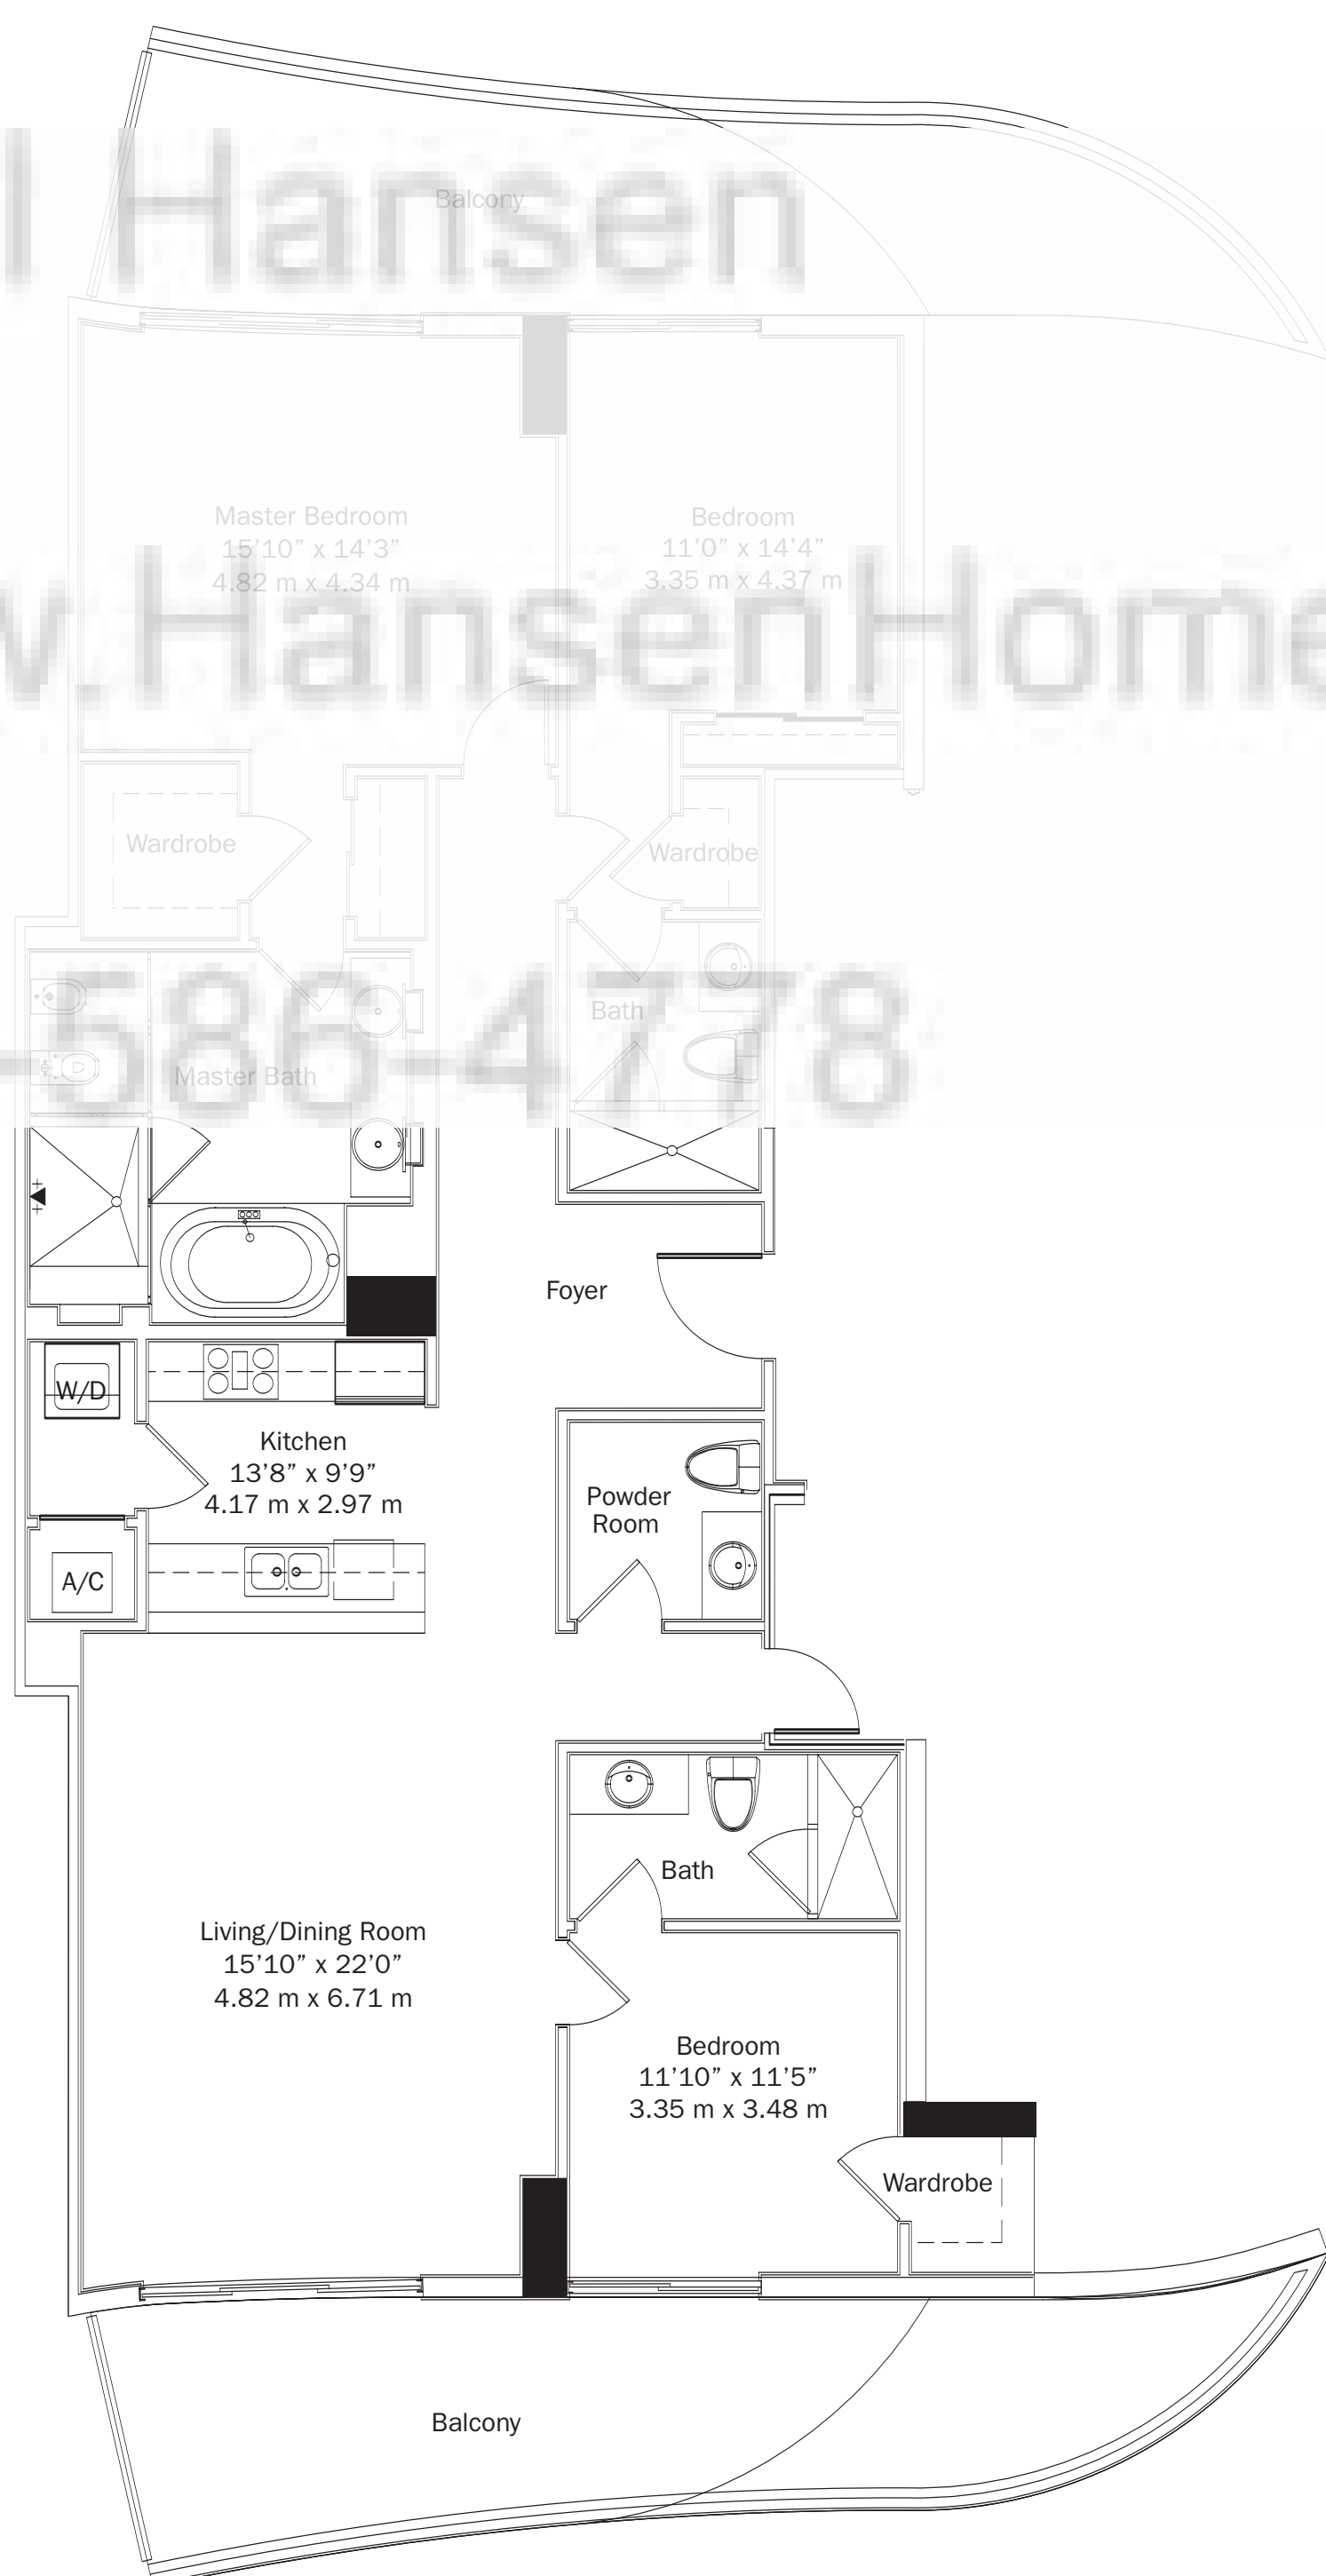 l Hansen
Balcony
Master Bedroom
15’10” x 14’3”
4.82 m x 4.34 m
Bedroom
11’0” x 14’4”
3.35 m x 4.37 m
w.HansenHome
Wardrobe
Wardrobe
-586-4778
Bath
Master Bath
Foyer
W/D
Kitchen
13’8” x 9’9”
4.17 m x 2.97 m
Powder
Room
A/C
Bath
Living/Dining Room
15’10” x 22’0”
4.82 m x 6.71 m
Bedroom
11’10” x 11’5”
3.35 m x 3.48 m
Wardrobe
Balcony